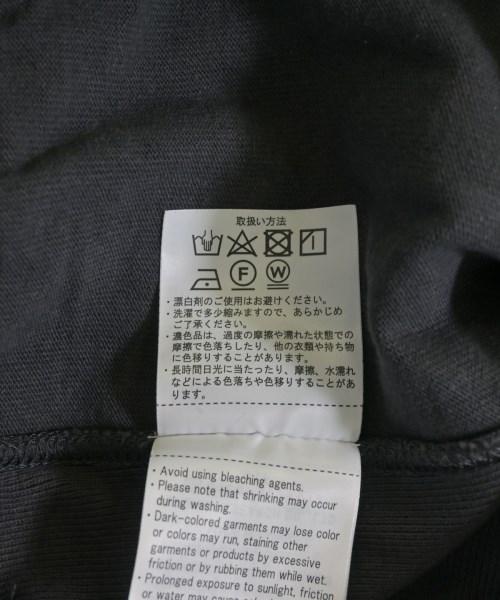 取扱い方法
F W
・漂白剤のご使用はお避けください。
・洗濯で多少縮みますので、あらかじめ
ご了承ください。
・濃色品は、過度の摩擦や濡れた状態での
摩擦で色落ちしたり、他の衣類や持ち物
に色移りすることがあります。
・長時間日光に当たったり、摩擦、水濡れ
などによる色落ちや色移りすることがあ
ります。
・Avoid using bleaching agents.
・Please note that shrinking may occur
during washing.
・Dark-colored garments may lose color
or colors may run, staining other
garments or products by excessive
friction or by rubbing them while wet.
・Prolonged exposure to sunlight, friction
or water may cause